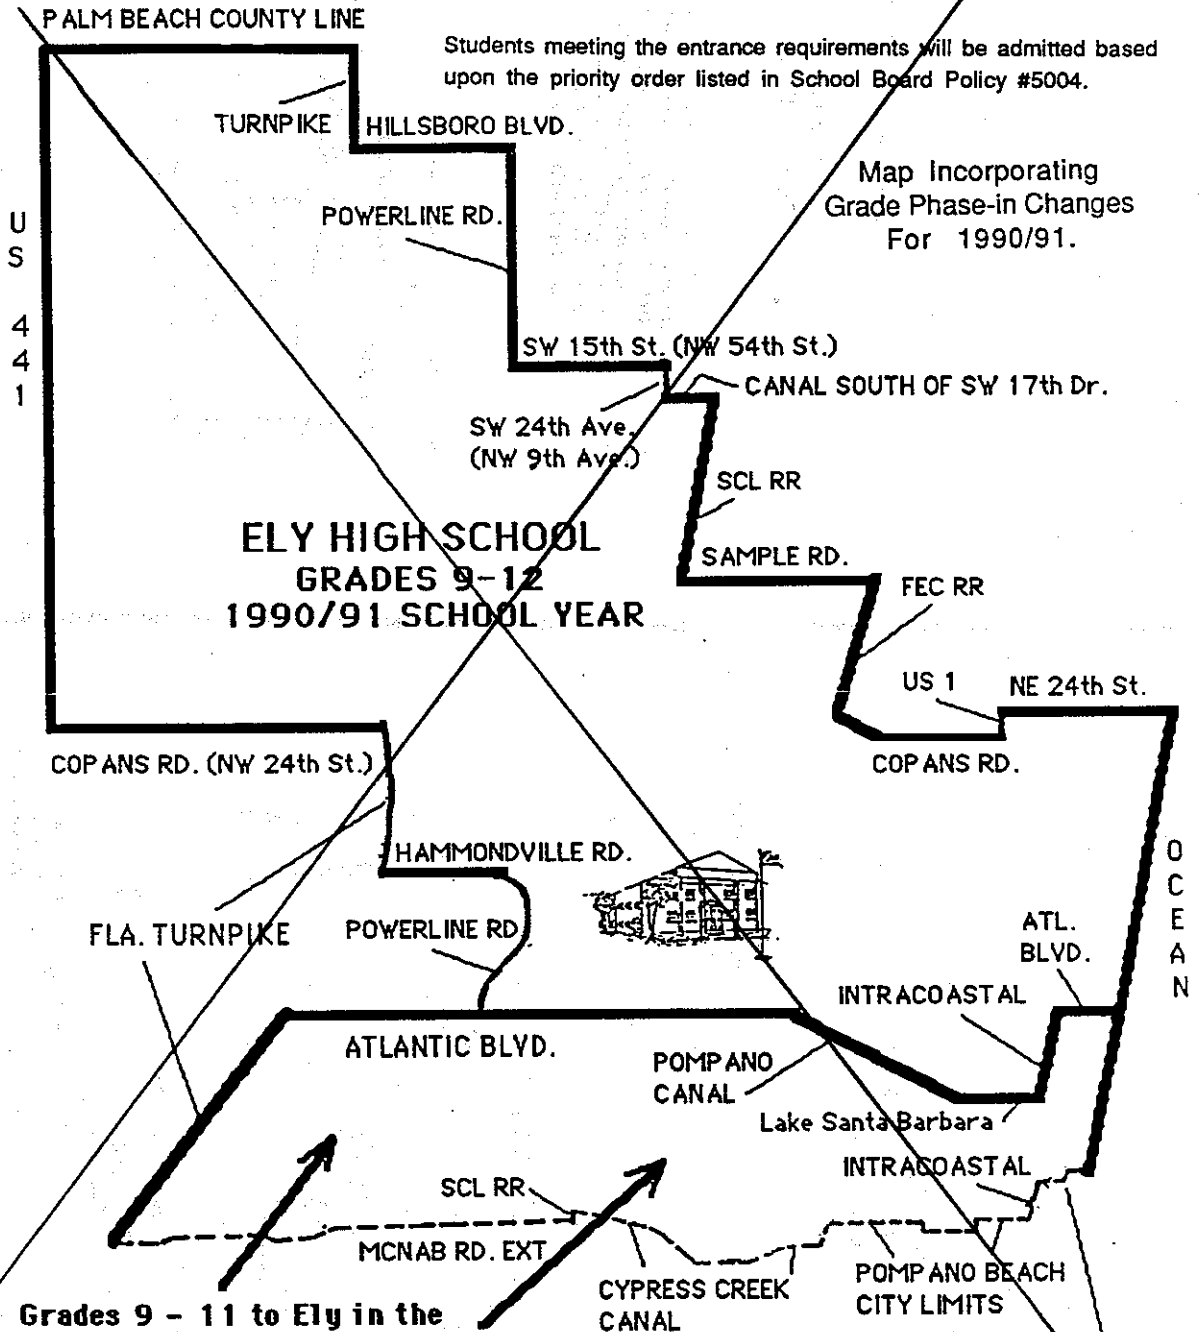 PALM BEACH COUNTY LINE
Students meeting the entrance requirements will be admitted based
upon the priority order listed in School Board Policy #5004.
TURNPIKE
HILLSBORO BLVD.
Map Incorporating
Grade Phase-in Changes
For 1990/91.
US 441
POWERLINE RD.
SW 15th St. (NW 54th St.)
CANAL SOUTH OF SW 17th Dr.
SW 24th Ave.
(NW 9th Ave.)
SCL RR
ELY HIGH SCHOOL
GRADES 9-12
1990/91 SCHOOL YEAR
SAMPLE RD.
FEC RR
US 1
NE 24th St.
COPANS RD. (NW 24th St.)
COPANS RD.
HAMMONDVILLE RD.
OCEAN
FLA. TURNPIKE
POWERLINE RD
ATL.
BLVD.
INTRACOASTAL
ATLANTIC BLVD.
POMPANO
CANAL
Lake Santa Barbara
INTRACOASTAL
SCL RR
MCNAB RD. EXT
CYPRESS CREEK
CANAL
POMPANO BEACH
CITY LIMITS
Grades 9 - 11 to Ely in the